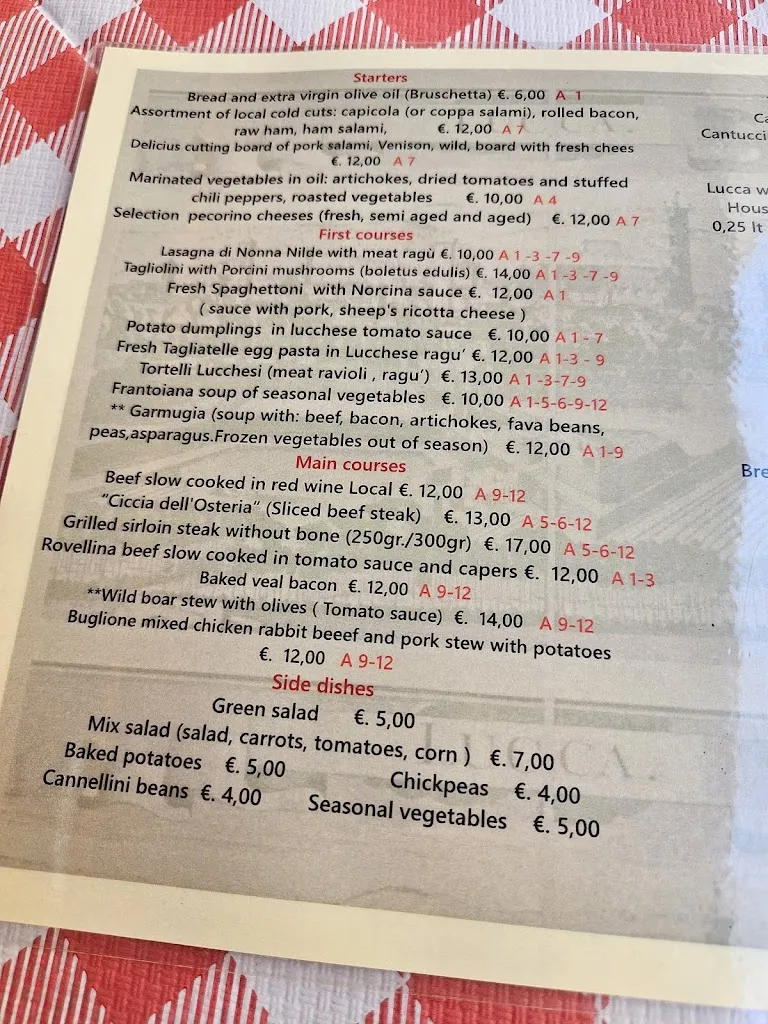 Starters
Bread and extra virgin olive oil (Bruschetta) €. 6,00 A 1
Assortment of local cold cuts: capicola (or coppa salami), rolled bacon,
raw ham, ham salami, €. 12,00 A 7
Delicius cutting board of pork salami, Venison, wild, board with fresh chees
€. 12,00 A 7
Marinated vegetables in oil: artichokes, dried tomatoes and stuffed
chili peppers, roasted vegetables €. 10,00 A 4
Selection pecorino cheeses (fresh, semi aged and aged) €. 12,00 A 7
First courses
Lasagna di Nonna Nilde with meat ragù €. 10,00 A 1 -3 -7 -9
Tagliolini with Porcini mushrooms (boletus edulis) €. 14,00 A 1 -3 -7 -9
Fresh Spaghettoni with Norcina sauce €. 12,00 A 1
( sauce with pork, sheep's ricotta cheese )
Potato dumplings in lucchese tomato sauce €. 10,00 A 1 - 7
Fresh Tagliatelle egg pasta in Lucchese ragu' €. 12,00 A 1-3 - 9
Tortelli Lucchesi (meat ravioli , ragu') €. 13,00 A 1 -3-7-9
Frantoiana soup of seasonal vegetables €. 10,00 A 1-5-6-9-12
** Garmugia (soup with: beef, bacon, artichokes, fava beans,
peas,asparagus.Frozen vegetables out of season) €. 12,00 A 1-9
Main courses
Beef slow cooked in red wine Local €. 12,00 A 9-12
"Ciccia dell'Osteria" (Sliced beef steak) €. 13,00 A 5-6-12
Grilled sirloin steak without bone (250gr./300gr) €. 17,00 A 5-6-12
Rovellina beef slow cooked in tomato sauce and capers €. 12,00 A 1-3
Baked veal bacon €. 12,00 A 9-12
**Wild boar stew with olives ( Tomato sauce) €. 14,00 A 9-12
Buglione mixed chicken rabbit beeef and pork stew with potatoes
€. 12,00 A 9-12
Side dishes
Green salad €. 5,00
Mix salad (salad, carrots, tomatoes, corn ) €. 7,00
Baked potatoes €. 5,00
Chickpeas €. 4,00
Cannellini beans €. 4,00
Seasonal vegetables €. 5,00
LUCCA
Ca
Cantucci
Lucca w
Hous
0,25 lt
Bre